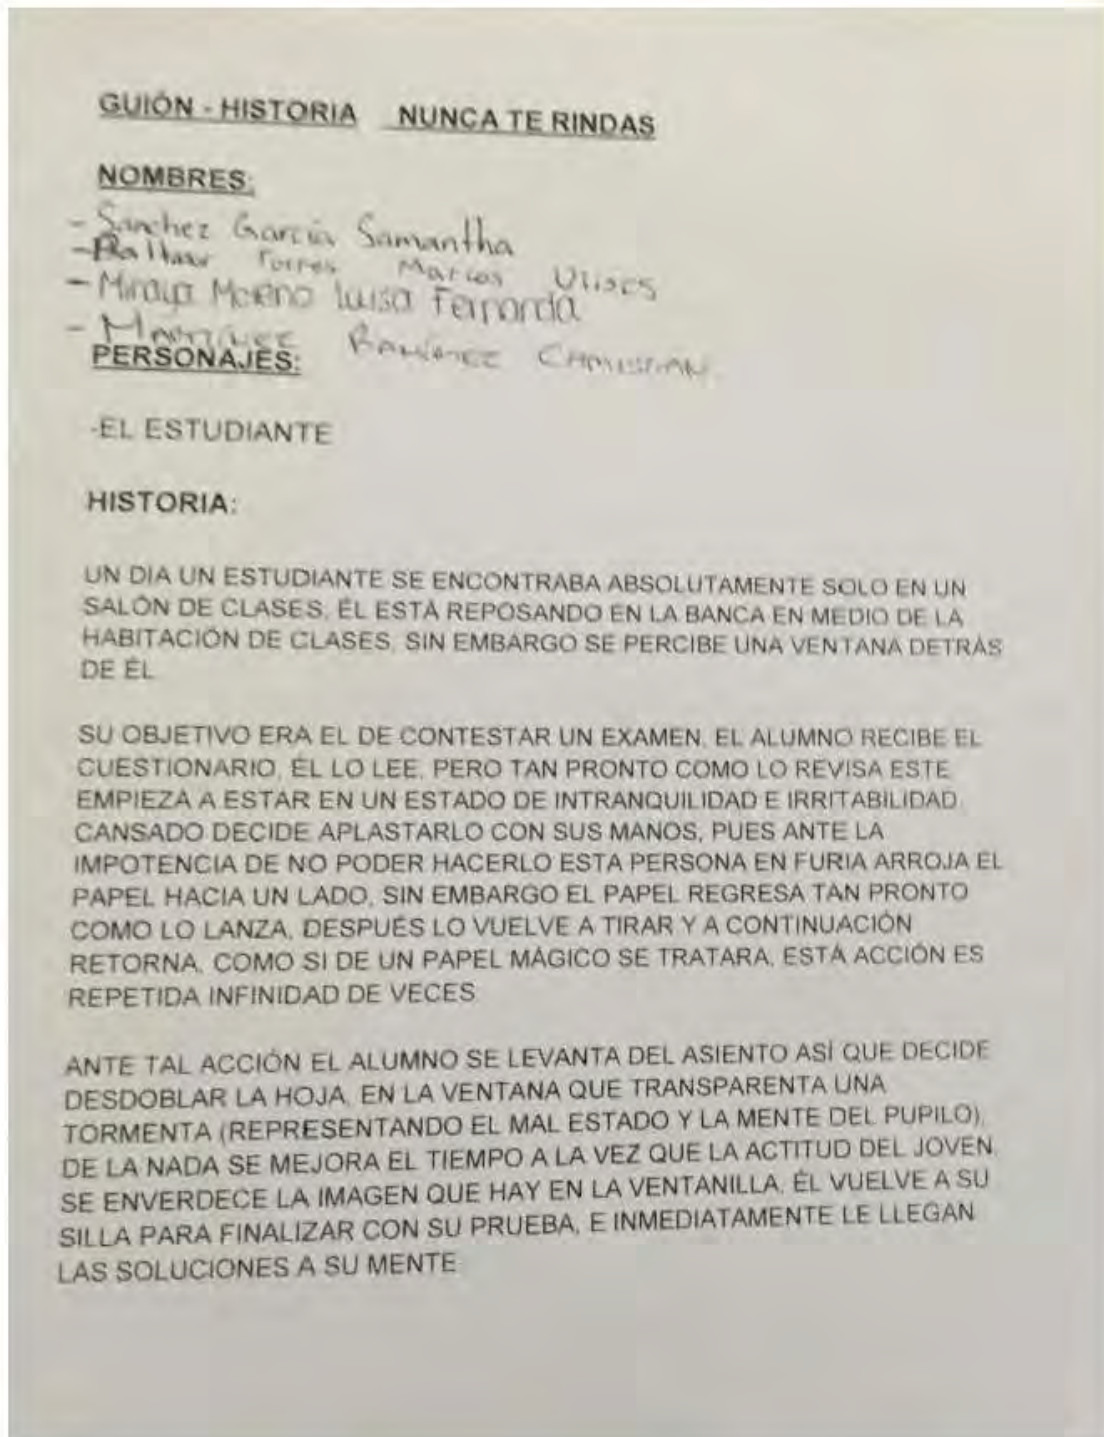 GUIÓN - HISTORIA NUNCA TE RINDAS
NOMBRES:
- Sanchez García Samantha
- Baltazar Torres Marcos Ulises
- Minaya Moreno Luisa Fernanda
- Martínez Ramírez Christian
PERSONAJES:
-EL ESTUDIANTE
HISTORIA:
UN DIA UN ESTUDIANTE SE ENCONTRABA ABSOLUTAMENTE SOLO EN UN
SALÓN DE CLASES, ÉL ESTÁ REPOSANDO EN LA BANCA EN MEDIO DE LA
HABITACIÓN DE CLASES, SIN EMBARGO SE PERCIBE UNA VENTANA DETRÁS
DE ÉL
SU OBJETIVO ERA EL DE CONTESTAR UN EXAMEN, EL ALUMNO RECIBE EL
CUESTIONARIO, ÉL LO LEE, PERO TAN PRONTO COMO LO REVISA ESTE
EMPIEZA A ESTAR EN UN ESTADO DE INTRANQUILIDAD E IRRITABILIDAD,
CANSADO DECIDE APLASTARLO CON SUS MANOS, PUES ANTE LA
IMPOTENCIA DE NO PODER HACERLO ESTA PERSONA EN FURIA ARROJA EL
PAPEL HACIA UN LADO, SIN EMBARGO EL PAPEL REGRESA TAN PRONTO
COMO LO LANZA, DESPUÉS LO VUELVE A TIRAR Y A CONTINUACIÓN
RETORNA, COMO SI DE UN PAPEL MÁGICO SE TRATARA, ESTÁ ACCIÓN ES
REPETIDA INFINIDAD DE VECES
ANTE TAL ACCIÓN EL ALUMNO SE LEVANTA DEL ASIENTO ASÍ QUE DECIDE
DESDOBLAR LA HOJA, EN LA VENTANA QUE TRANSPARENTA UNA
TORMENTA (REPRESENTANDO EL MAL ESTADO Y LA MENTE DEL PUPILO),
DE LA NADA SE MEJORA EL TIEMPO A LA VEZ QUE LA ACTITUD DEL JOVEN,
SE ENVERDECE LA IMAGEN QUE HAY EN LA VENTANILLA, ÉL VUELVE A SU
SILLA PARA FINALIZAR CON SU PRUEBA, E INMEDIATAMENTE LE LLEGAN
LAS SOLUCIONES A SU MENTE